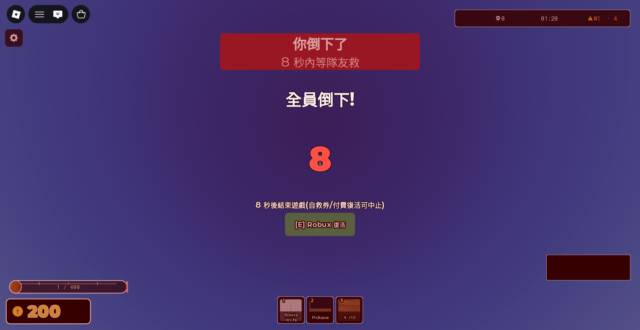 0
01:20
你倒下了
8 秒內等隊友救
全員倒下!
8
8 秒後結束遊戲(自救券/付費復活可中止)
[E] Robux 復活
200
2
Pickaxe